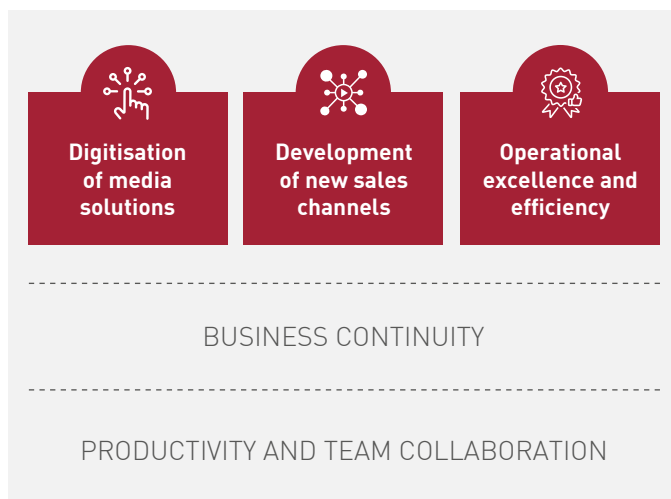 Digitisation
of media
solutions
Development
of new sales
channels
Operational
excellence and
efficiency
BUSINESS CONTINUITY
PRODUCTIVITY AND TEAM COLLABORATION